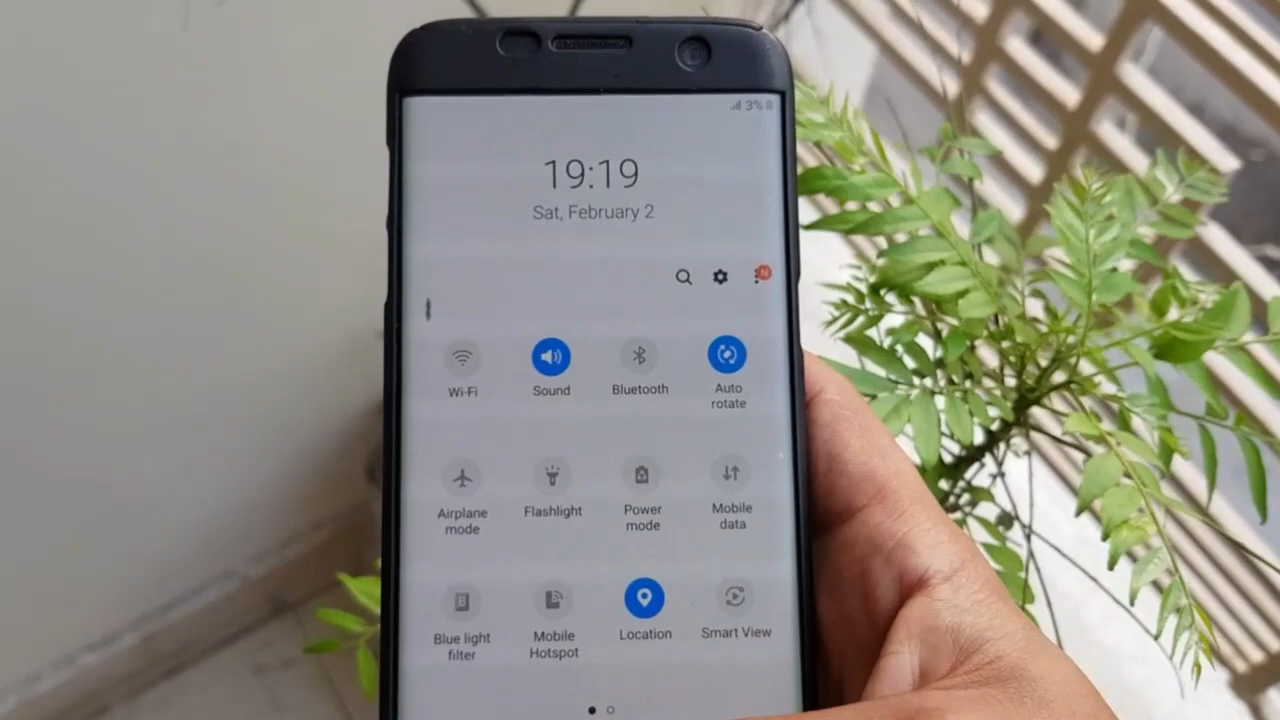 3%
19:19
Sat, February 2
N
Wi-Fi
Sound
Bluetooth
Auto
rotate
Airplane
mode
Flashlight
Power
mode
Mobile
data
Blue light
filter
Mobile
Hotspot
Location
Smart View